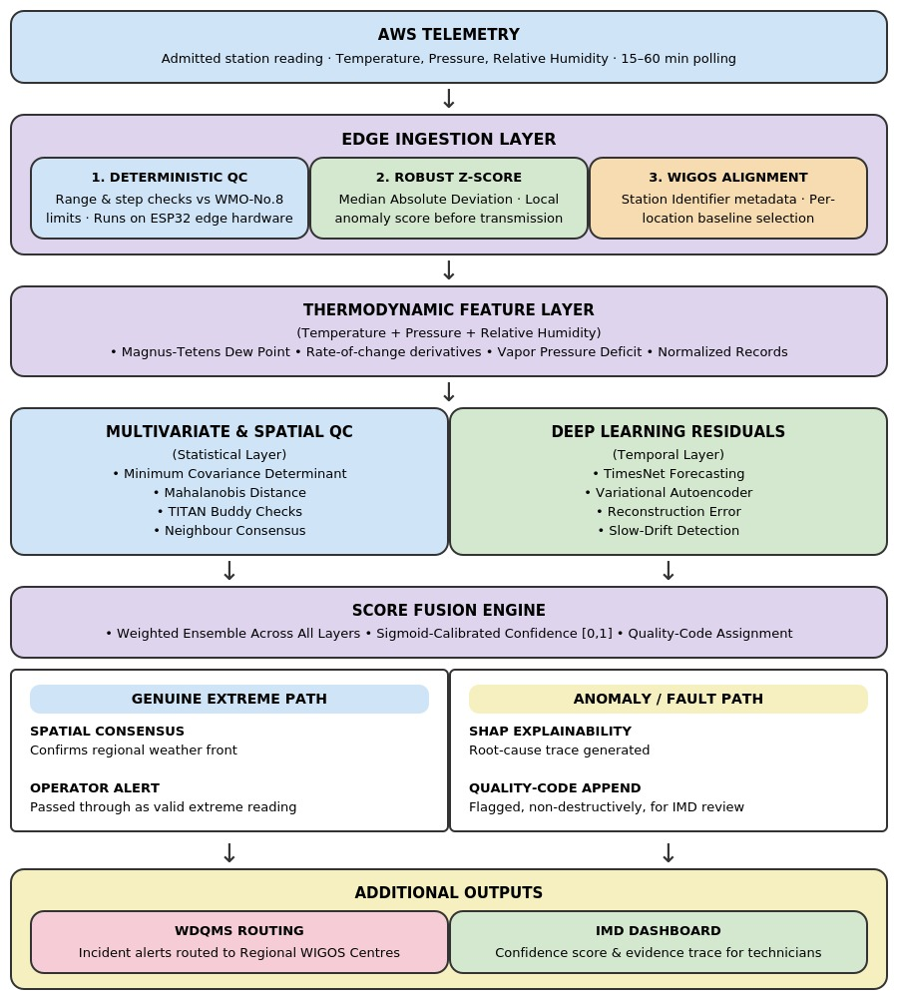 AWS TELEMETRY
Admitted station reading · Temperature, Pressure, Relative Humidity · 15–60 min polling
↓
EDGE INGESTION LAYER
1. DETERMINISTIC QC
Range & step checks vs WMO-No.8
limits · Runs on ESP32 edge hardware
2. ROBUST Z-SCORE
Median Absolute Deviation · Local
anomaly score before transmission
3. WIGOS ALIGNMENT
Station Identifier metadata · Per-
location baseline selection
↓
THERMODYNAMIC FEATURE LAYER
(Temperature + Pressure + Relative Humidity)
• Magnus-Tetens Dew Point • Rate-of-change derivatives • Vapor Pressure Deficit • Normalized Records
↓
MULTIVARIATE & SPATIAL QC
(Statistical Layer)
• Minimum Covariance Determinant
• Mahalanobis Distance
• TITAN Buddy Checks
• Neighbour Consensus
DEEP LEARNING RESIDUALS
(Temporal Layer)
• TimesNet Forecasting
• Variational Autoencoder
• Reconstruction Error
• Slow-Drift Detection
↓ ↓
SCORE FUSION ENGINE
• Weighted Ensemble Across All Layers • Sigmoid-Calibrated Confidence [0,1] • Quality-Code Assignment
GENUINE EXTREME PATH
SPATIAL CONSENSUS
Confirms regional weather front
OPERATOR ALERT
Passed through as valid extreme reading
ANOMALY / FAULT PATH
SHAP EXPLAINABILITY
Root-cause trace generated
QUALITY-CODE APPEND
Flagged, non-destructively, for IMD review
↓ ↓
ADDITIONAL OUTPUTS
WDQMS ROUTING
Incident alerts routed to Regional WIGOS Centres
IMD DASHBOARD
Confidence score & evidence trace for technicians